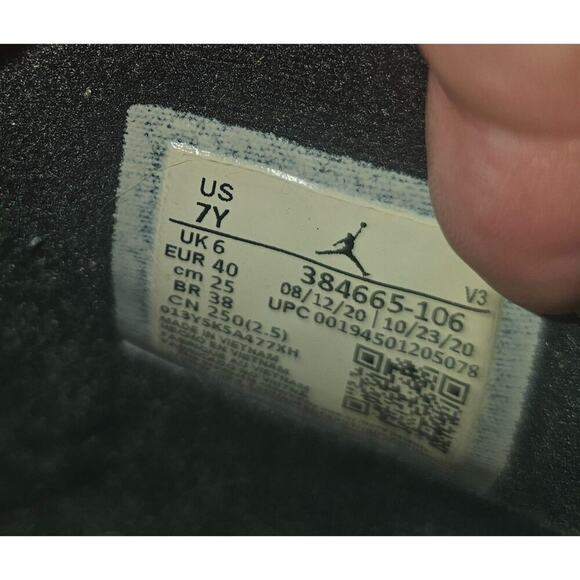 US
7Y
UK 6
EUR 40
cm 25
BR 38
CN 250(2.5)
013YSK5A477XH
MADE IN VIETNAM
384665-106
V3
08/12/20 | 10/23/20
UPC 00194501205078